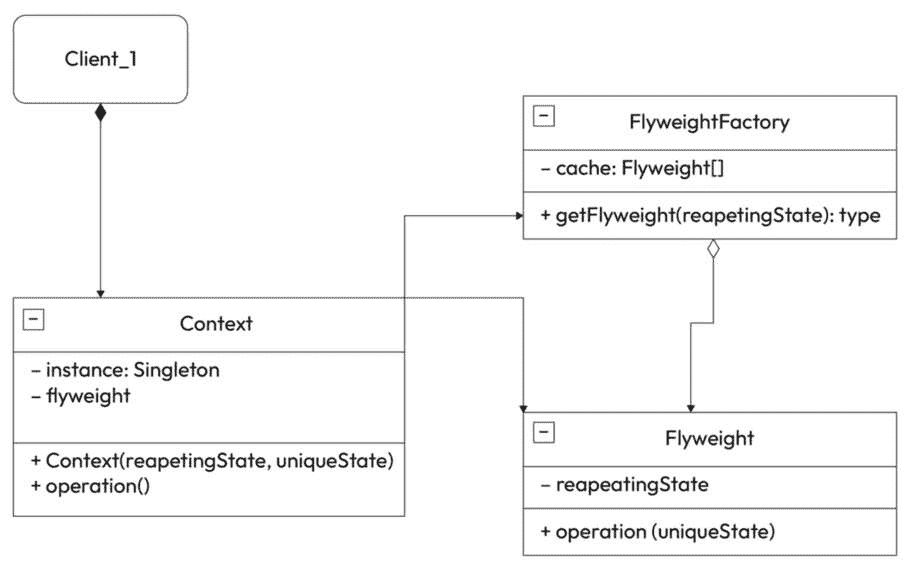 Client_1
FlyweightFactory
– cache: Flyweight[]
+ getFlyweight(reapetingState): type
Context
– instance: Singleton
– flyweight
+ Context(reapetingState, uniqueState)
+ operation()
Flyweight
– reapeatingState
+ operation (uniqueState)